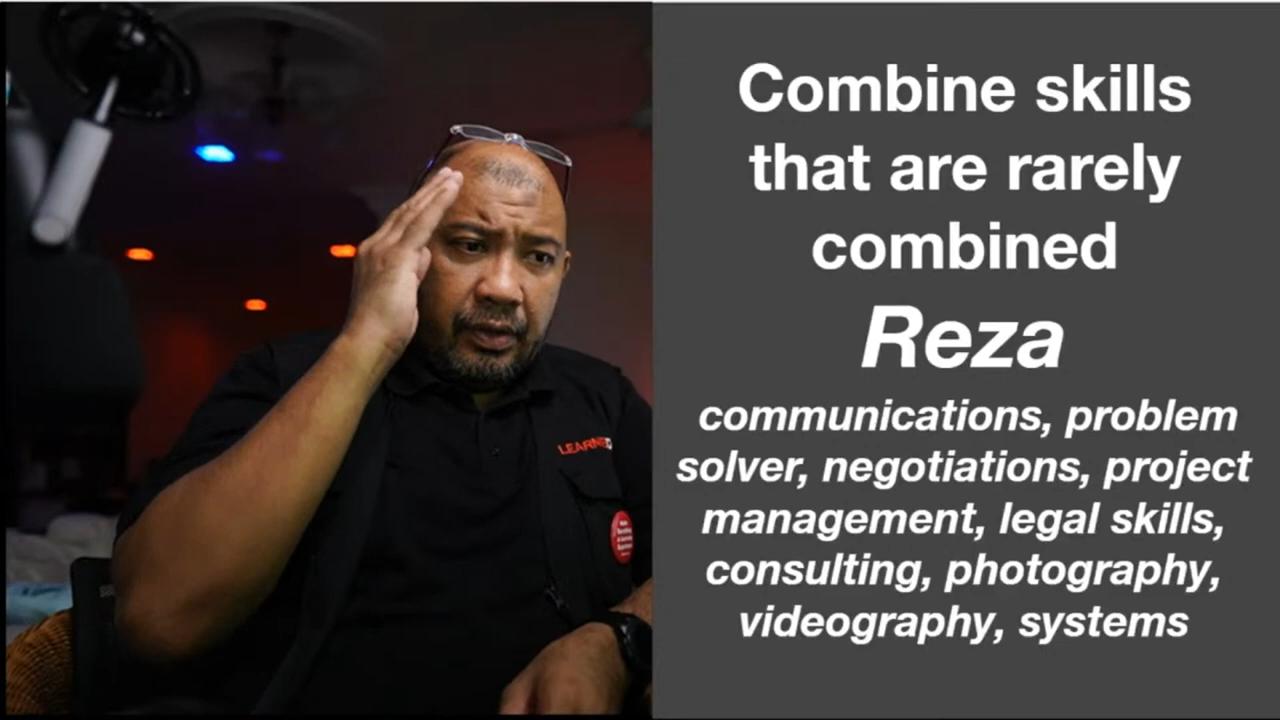 Combine skills
that are rarely
combined
Reza
communications, problem
solver, negotiations, project
management, legal skills,
consulting, photography,
videography, systems